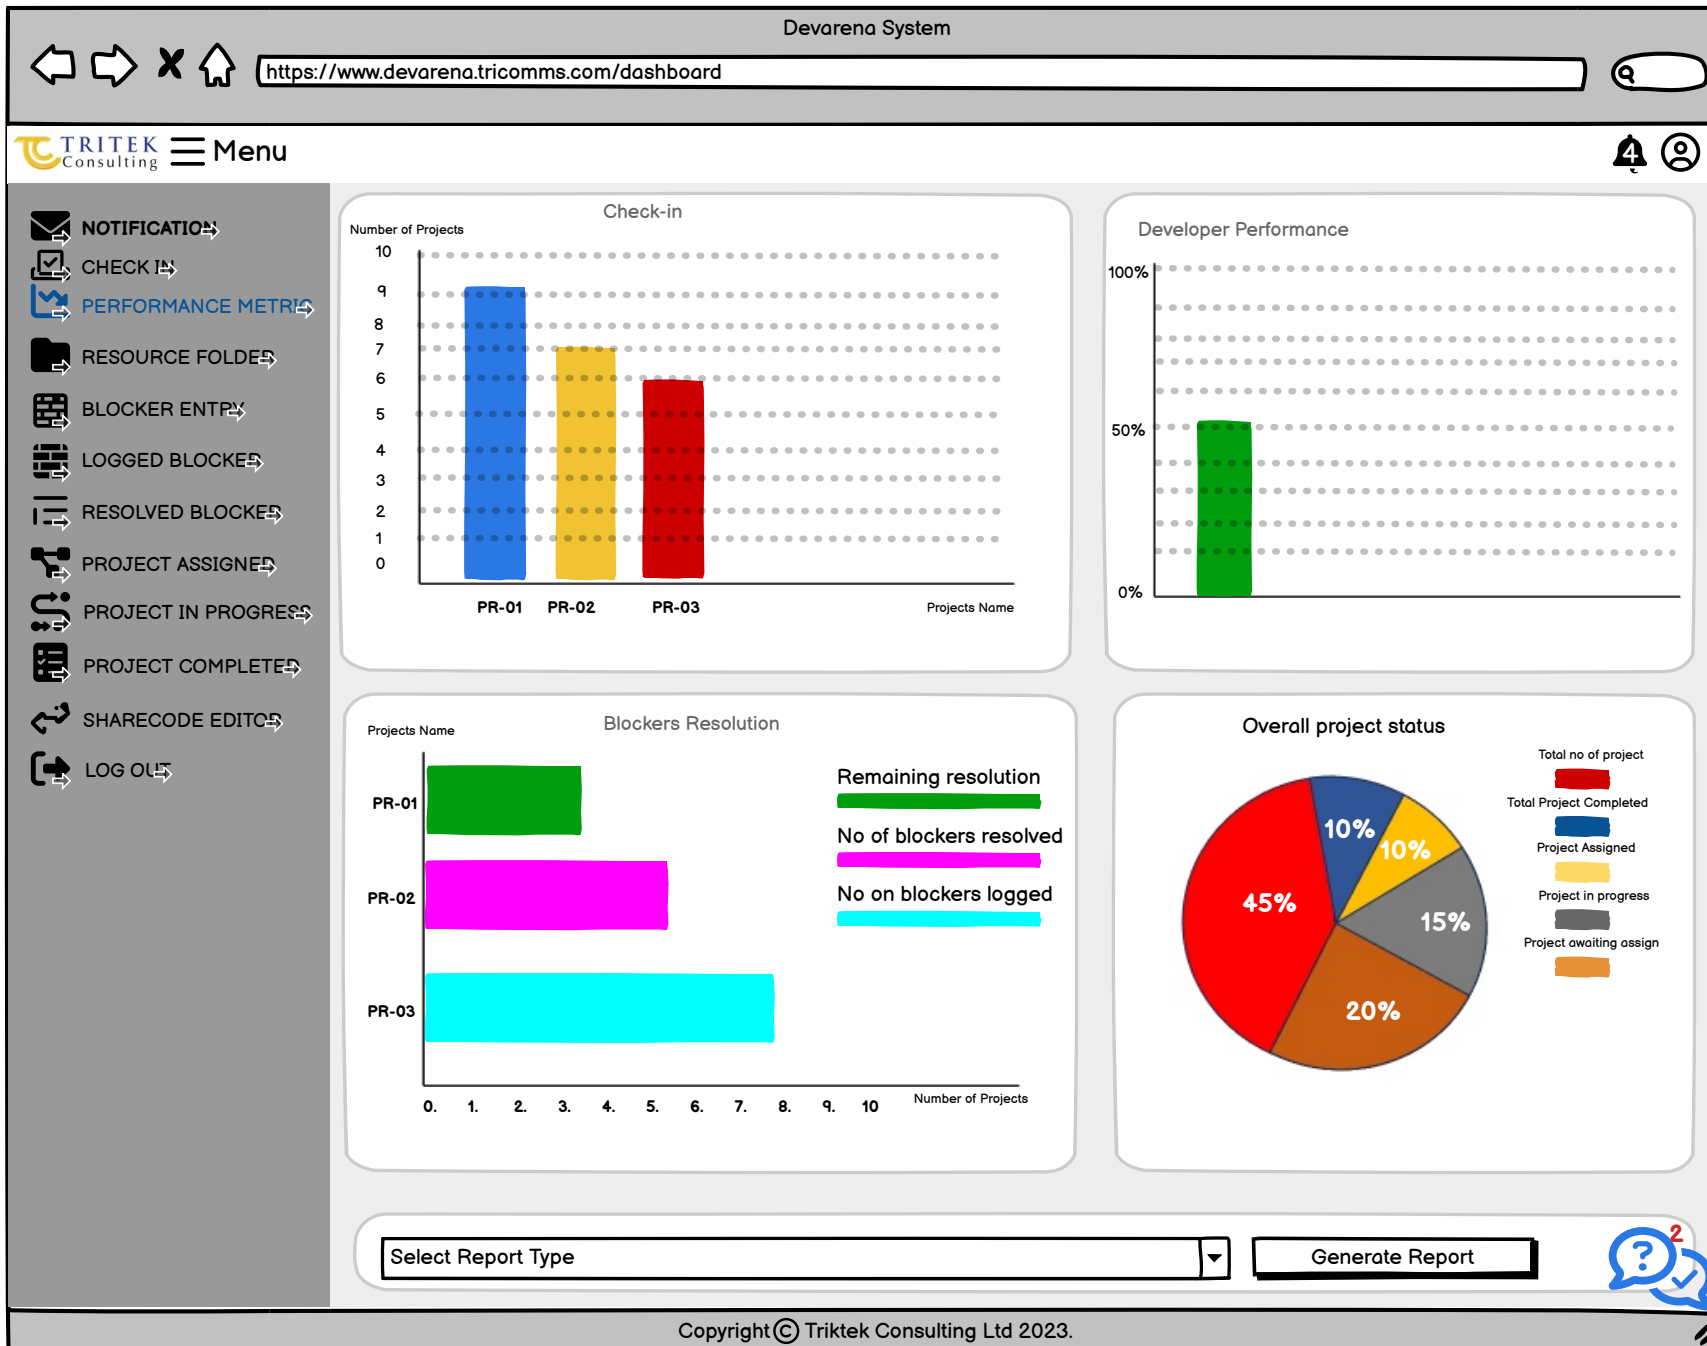 Devarena System
https://www.devarena.tricomms.com/dashboard
TRITEK
Consulting
Menu
4
NOTIFICATION
CHECK IN
PERFORMANCE METRIC
RESOURCE FOLDER
BLOCKER ENTRY
LOGGED BLOCKER
RESOLVED BLOCKER
PROJECT ASSIGNED
PROJECT IN PROGRESS
PROJECT COMPLETED
SHARECODE EDITOR
LOG OUT
Check-in
Number of Projects
10
9
8
7
6
5
4
3
2
1
0
PR-01 PR-02 PR-03
Projects Name
Developer Performance
100%
50%
0%
Blockers Resolution
Projects Name
PR-01
PR-02
PR-03
Remaining resolution
No of blockers resolved
No on blockers logged
0. 1. 2. 3. 4. 5. 6. 7. 8. 9. 10
Number of Projects
Overall project status
10%
10%
45%
15%
20%
Total no of project
Total Project Completed
Project Assigned
Project in progress
Project awaiting assign
Select Report Type
Generate Report
?
2
Copyright © Triktek Consulting Ltd 2023.